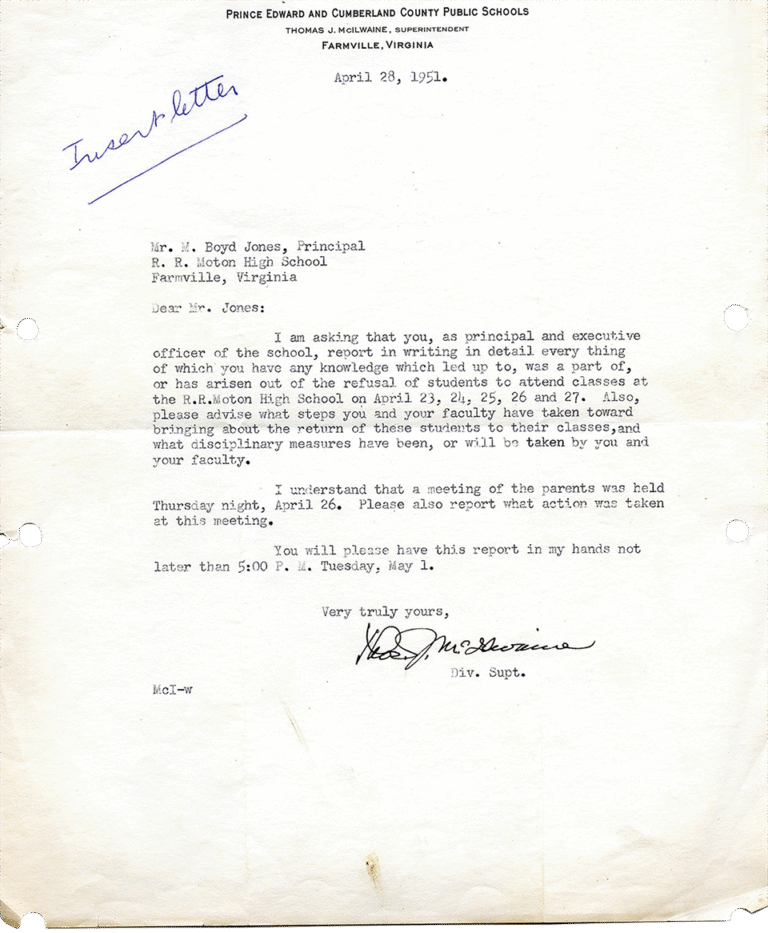 PRINCE EDWARD AND CUMBERLAND COUNTY PUBLIC SCHOOLS
THOMAS J. MCILWAINE, SUPERINTENDENT
FARMVILLE, VIRGINIA
April 28, 1951.
Insert letter
Mr. M. Boyd Jones, Principal
R. R. Moton High School
Farmville, Virginia
Dear Mr. Jones:
I am asking that you, as principal and executive
officer of the school, report in writing in detail every thing
of which you have any knowledge which led up to, was a part of,
or has arisen out of the refusal of students to attend classes at
the R.R.Moton High School on April 23, 24, 25, 26 and 27. Also,
please advise what steps you and your faculty have taken toward
bringing about the return of these students to their classes,and
what disciplinary measures have been, or will be taken by you and
your faculty.
I understand that a meeting of the parents was held
Thursday night, April 26. Please also report what action was taken
at this meeting.
You will please have this report in my hands not
later than 5:00 P. M. Tuesday, May 1.
Very truly yours,
Thos. J. McIlwaine
Div. Supt.
McI-w